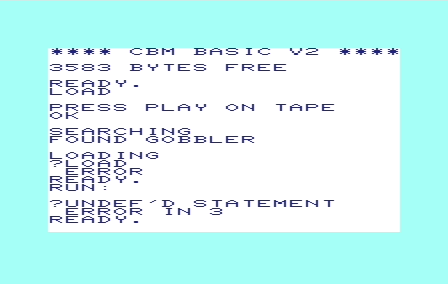 **** CBM BASIC V2 ****
3583 BYTES FREE
READY.
LOAD
PRESS PLAY ON TAPE
OK
SEARCHING
FOUND GOBBLER
LOADING
?LOAD
ERROR
READY.
RUN:
?UNDEF'D STATEMENT
ERROR IN 3
READY.